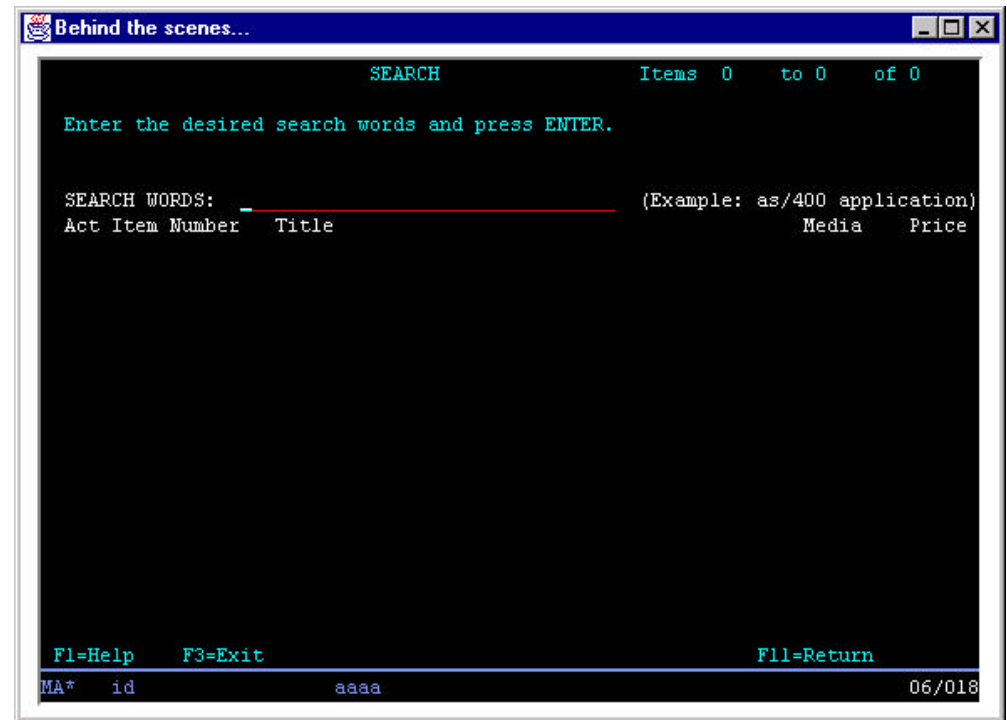 Behind the scenes...
SEARCH Items 0 to 0 of 0
Enter the desired search words and press ENTER.
SEARCH WORDS: (Example: as/400 application)
Act Item Number Title Media Price
F1=Help F3=Exit F11=Return
MA* id aaaa 06/018